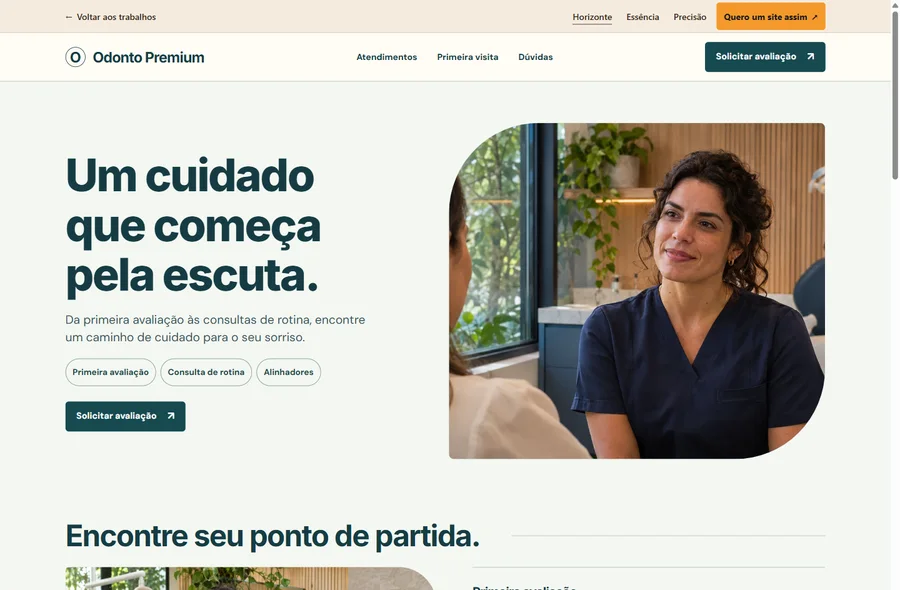 ← Voltar aos trabalhos
Horizonte
Essência
Precisão
Quero um site assim ↗
O Odonto Premium
Atendimentos
Primeira visita
Dúvidas
Solicitar avaliação ↗
Um cuidado
que começa
pela escuta.
Da primeira avaliação às consultas de rotina, encontre
um caminho de cuidado para o seu sorriso.
Primeira avaliação
Consulta de rotina
Alinhadores
Solicitar avaliação ↗
Encontre seu ponto de partida.
Primeira avaliação